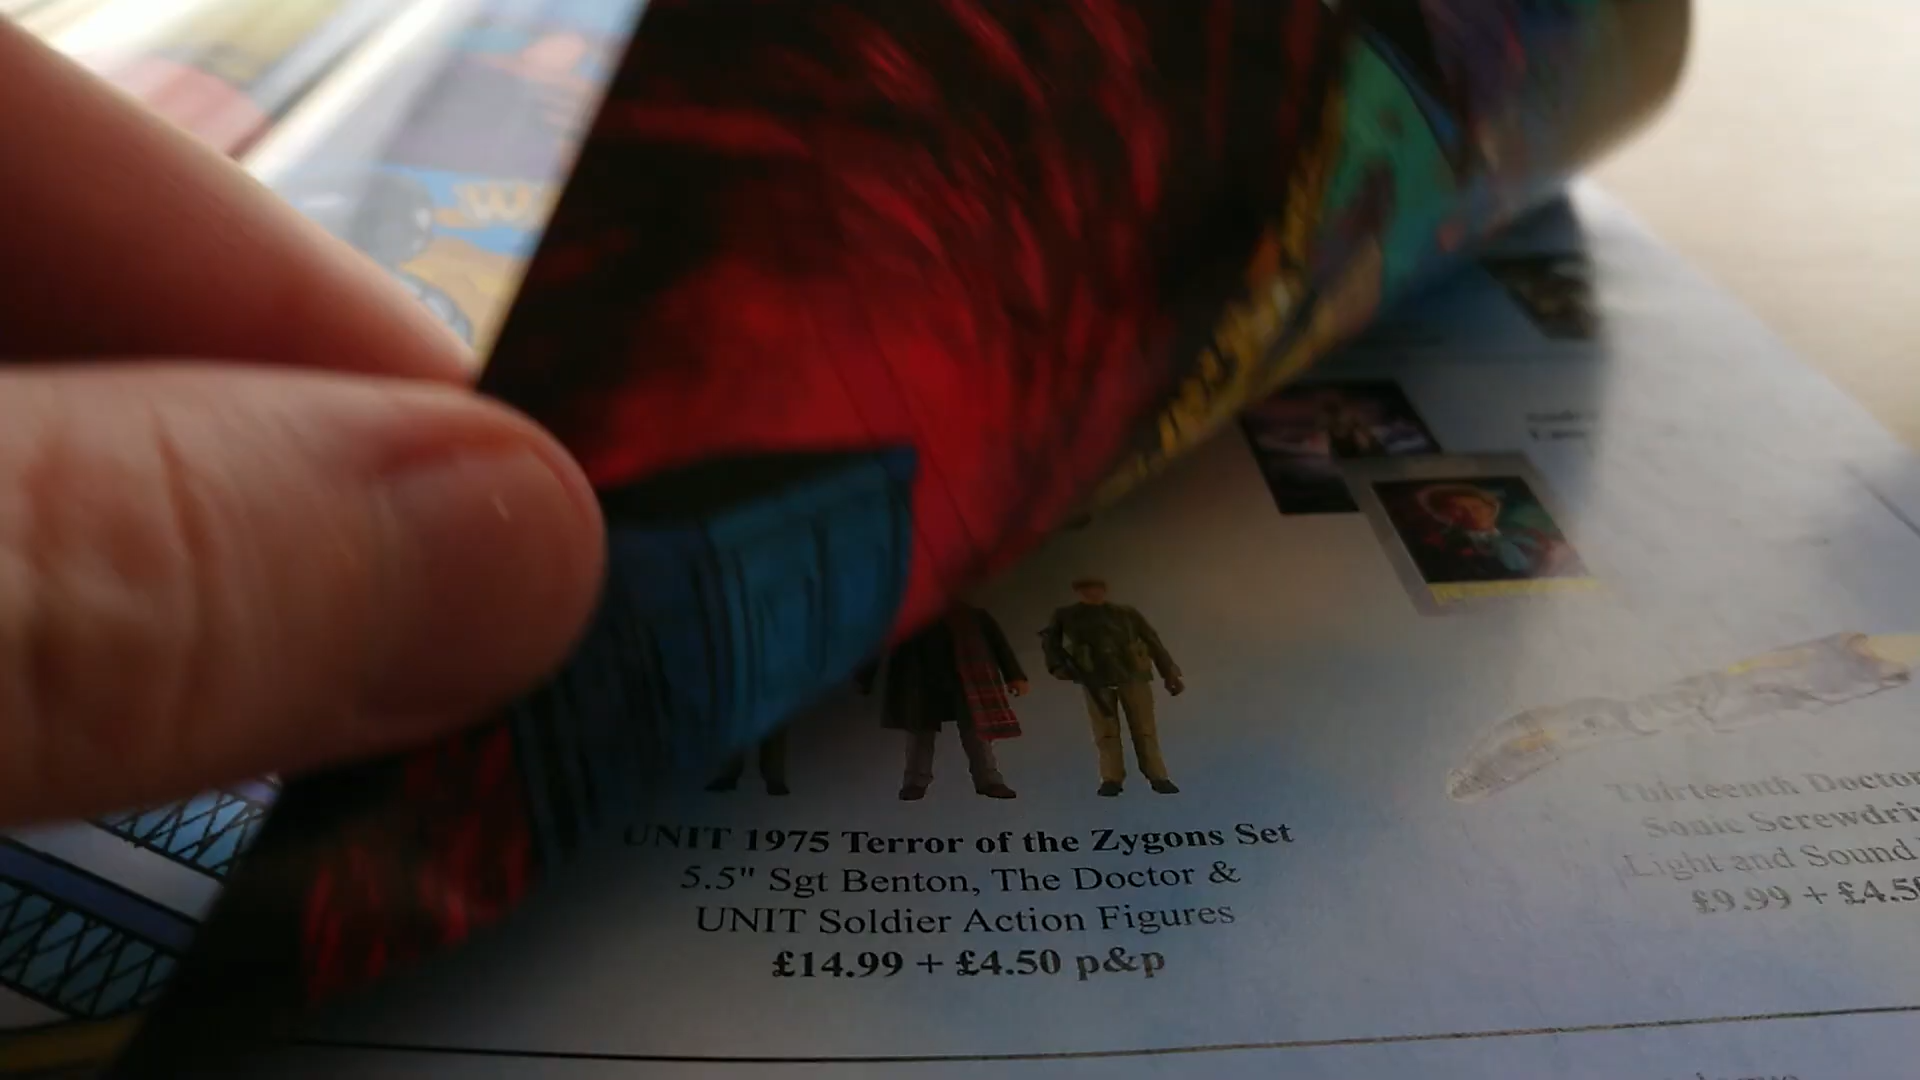 UNIT 1975 Terror of the Zygons Set
5.5" Sgt Benton, The Doctor &
UNIT Soldier Action Figures
£14.99 + £4.50 p&p
Thirteenth Doctor
Sonic Screwdri
Light and Sound
£9.99 + £4.50